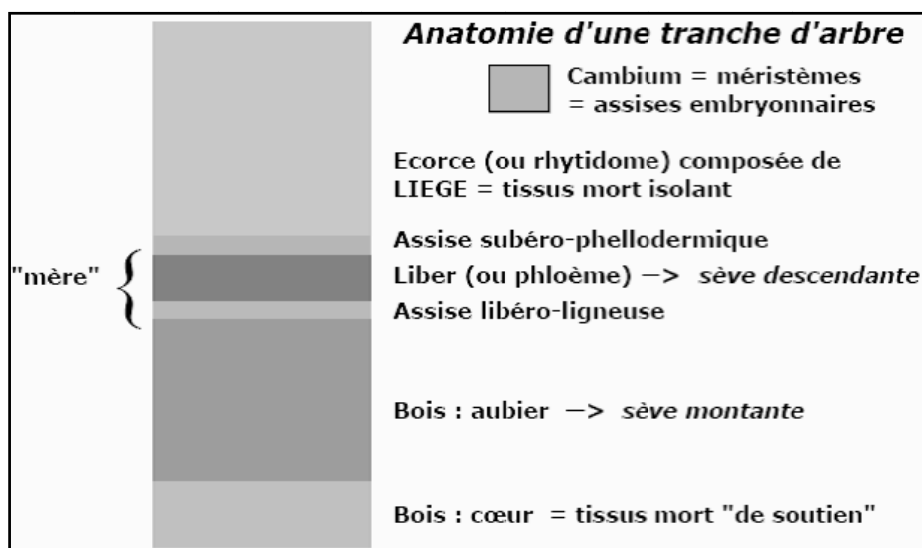 Anatomie d'une tranche d'arbre
Cambium = méristèmes
= assises embryonnaires
Ecorce (ou rhytidome) composée de
LIEGE = tissus mort isolant
Assise subéro-phellodermique
"mère"
Liber (ou phloème) —> sève descendante
Assise libéro-ligneuse
Bois : aubier —> sève montante
Bois : cœur = tissus mort "de soutien"